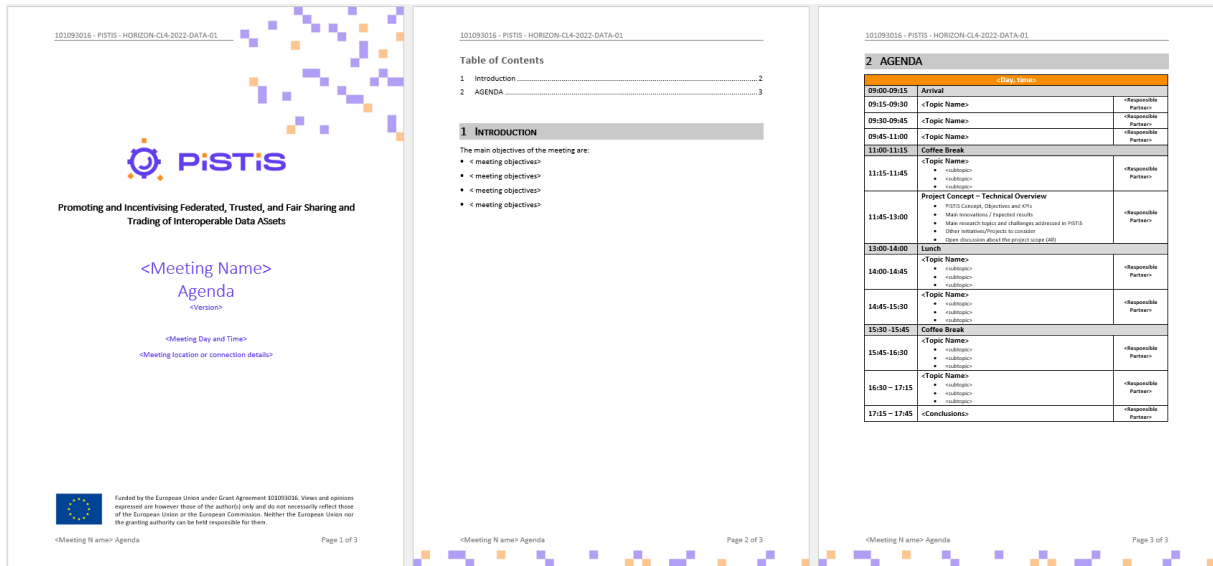 101093016 - PISTIS - HORIZON-CL4-2022-DATA-01
PiSTiS
Promoting and Incentivising Federated, Trusted, and Fair Sharing and
Trading of Interoperable Data ASsets
<Meeting Name>
Agenda
<Version>
<Meeting Day and Time>
<Meeting location or connection details>
Funded by the European Union under Grant Agreement 101093016. Views and opinions
expressed are however those of the author(s) only and do not necessarily reflect those
of the European Union or the European Commission. Neither the European Union nor
the granting authority can be held responsible for them.
<Meeting N ame> Agenda Page 1 of 3
101093016 - PISTIS - HORIZON-CL4-2022-DATA-01
Table of Contents
1 Introduction 2
2 AGENDA 3
1 INTRODUCTION
The main objectives of the meeting are:
• < meeting objectives>
• < meeting objectives>
• < meeting objectives>
• < meeting objectives>
<Meeting N ame> Agenda Page 2 of 3
101093016 - PISTIS - HORIZON-CL4-2022-DATA-01
2 AGENDA
<Day, time>
09:00-09:15 Arrival
09:15-09:30 <Topic Name> <Responsible Partner>
09:30-09:45 <Topic Name> <Responsible Partner>
09:45-11:00 <Topic Name> <Responsible Partner>
11:00-11:15 Coffee Break
11:15-11:45 <Topic Name> <Responsible Partner>
• <subtopic>
• <subtopic>
• <subtopic>
11:45-13:00 Project Concept – Technical Overview <Responsible Partner>
• PISTIS Concept, Objectives and KPIs
• Main innovations / Expected results
• Main research topics and challenges addressed in PISTIS
• Other Initiatives/Projects to consider
• Open discussion about the project scope (All)
13:00-14:00 Lunch
14:00-14:45 <Topic Name> <Responsible Partner>
• <subtopic>
• <subtopic>
• <subtopic>
14:45-15:30 <Topic Name> <Responsible Partner>
• <subtopic>
• <subtopic>
• <subtopic>
15:30 -15:45 Coffee Break
15:45-16:30 <Topic Name> <Responsible Partner>
• <subtopic>
• <subtopic>
• <subtopic>
16:30 – 17:15 <Topic Name> <Responsible Partner>
• <subtopic>
• <subtopic>
• <subtopic>
17:15 – 17:45 <Conclusions> <Responsible Partner>
<Meeting N ame> Agenda Page 3 of 3